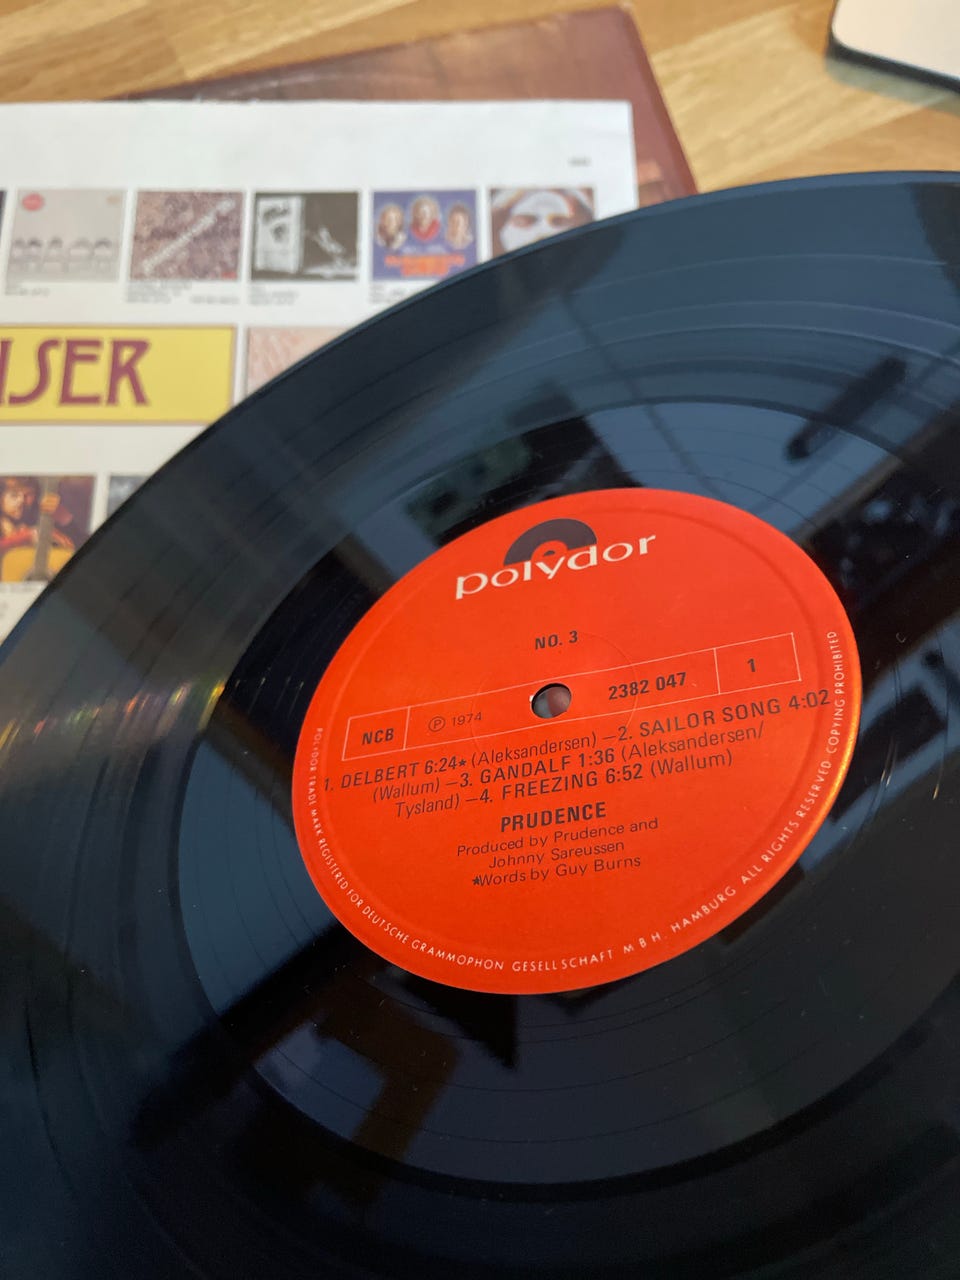 ISER
polydor
NO. 3
NCB ℗ 1974 2382 047 1
1. DELBERT 6:24* (Aleksandersen) –2. SAILOR SONG 4:02
(Wallum) –3. GANDALF 1:36 (Aleksandersen/
Tysland) –4. FREEZING 6:52 (Wallum)
PRUDENCE
Produced by Prudence and
Johnny Sareussen
*Words by Guy Burns
POLYDOR TRADE MARK REGISTERED FOR DEUTSCHE GRAMMOPHON GESELLSCHAFT M B H. HAMBURG ALL RIGHTS RESERVED·COPYING PROHIBITED